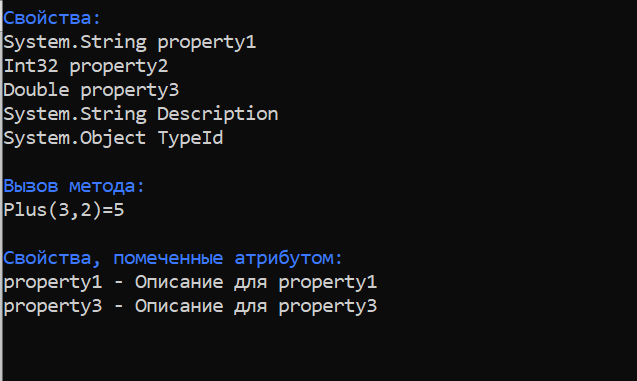 Свойства:
System.String property1
Int32 property2
Double property3
System.String Description
System.Object TypeId
Вызов метода:
Plus(3,2)=5
Свойства, помеченные атрибутом:
property1 - Описание для property1
property3 - Описание для property3